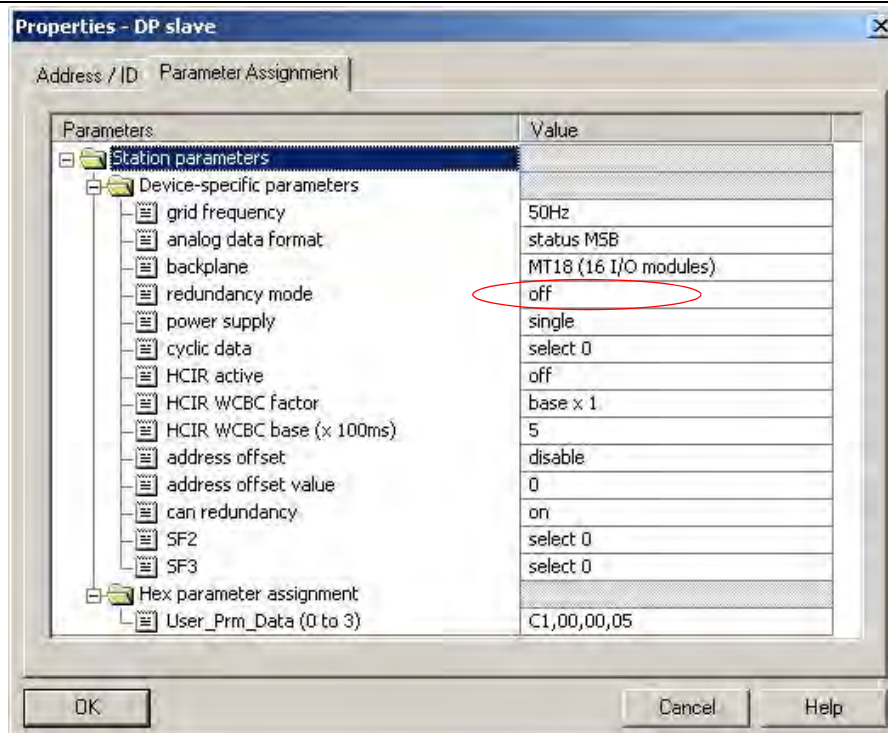 Properties - DP slave
Address / ID Parameter Assignment
Parameters Value
Station parameters
Device-specific parameters
grid frequency 50Hz
analog data format status MSB
backplane MT18 (16 I/O modules)
redundancy mode off
power supply single
cyclic data select 0
HCIR active off
HCIR WCBC factor base x 1
HCIR WCBC base (x 100ms) 5
address offset disable
address offset value 0
can redundancy on
SF2 select 0
SF3 select 0
Hex parameter assignment
User_Prm_Data (0 to 3) C1,00,00,05
OK Cancel Help